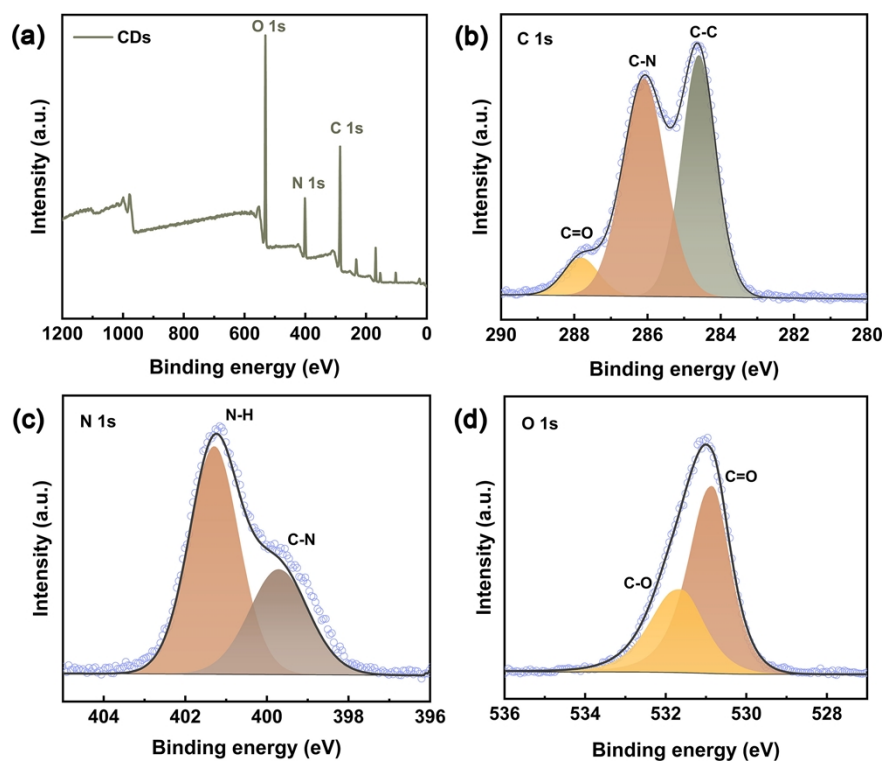 (a)
CDs
O 1s
C 1s
N 1s
Intensity (a.u.)
1200 1000 800 600 400 200 0
Binding energy (eV)
(b)
C 1s
C-N
C-C
C=O
Intensity (a.u.)
290 288 286 284 282 280
Binding energy (eV)
(c)
N 1s
N-H
C-N
Intensity (a.u.)
404 402 400 398 396
Binding energy (eV)
(d)
O 1s
C=O
C-O
Intensity (a.u.)
536 534 532 530 528
Binding energy (eV)